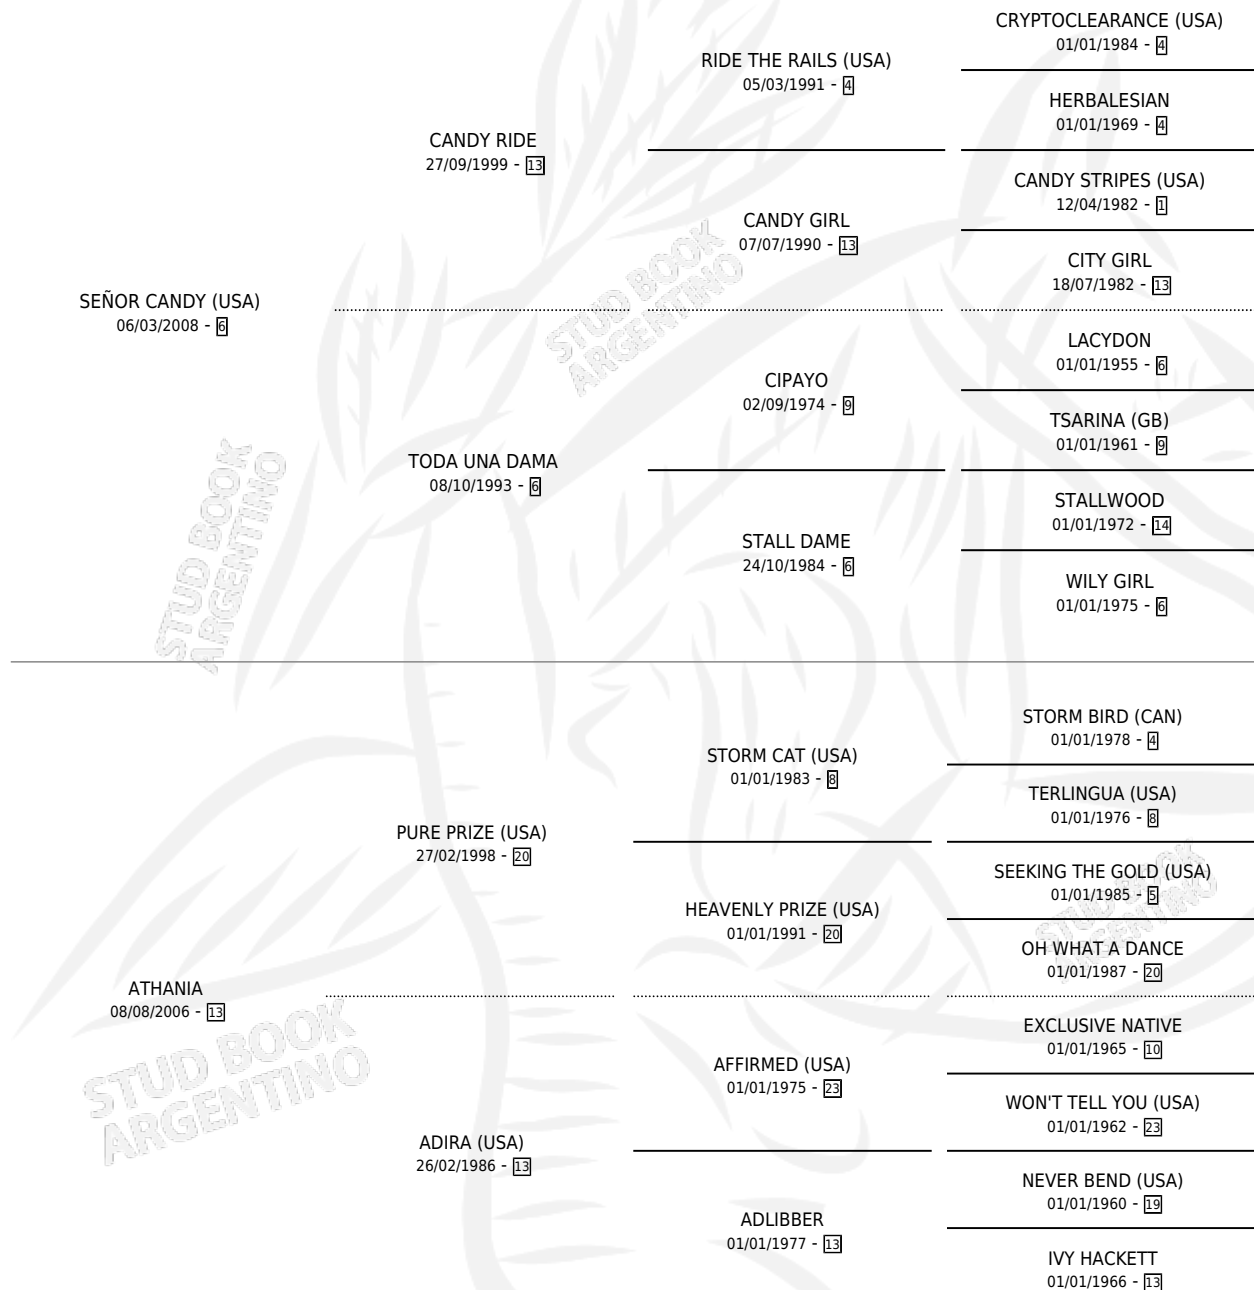 CRYPTOCLEARANCE (USA)
01/01/1984 - 4
RIDE THE RAILS (USA)
05/03/1991 - 4
HERBALESIAN
01/01/1969 - 4
CANDY RIDE
27/09/1999 - 13
CANDY STRIPES (USA)
12/04/1982 - 1
CANDY GIRL
07/07/1990 - 13
CITY GIRL
18/07/1982 - 13
SEÑOR CANDY (USA)
06/03/2008 - 6
LACYDON
01/01/1955 - 6
CIPAYO
02/09/1974 - 9
TSARINA (GB)
01/01/1961 - 9
TODA UNA DAMA
08/10/1993 - 6
STALLWOOD
01/01/1972 - 14
STALL DAME
24/10/1984 - 6
WILY GIRL
01/01/1975 - 6
STORM BIRD (CAN)
01/01/1978 - 4
STORM CAT (USA)
01/01/1983 - 8
TERLINGUA (USA)
01/01/1976 - 8
PURE PRIZE (USA)
27/02/1998 - 20
SEEKING THE GOLD (USA)
01/01/1985 - 5
HEAVENLY PRIZE (USA)
01/01/1991 - 20
OH WHAT A DANCE
01/01/1987 - 20
ATHANIA
08/08/2006 - 13
EXCLUSIVE NATIVE
01/01/1965 - 10
AFFIRMED (USA)
01/01/1975 - 23
WON'T TELL YOU (USA)
01/01/1962 - 23
ADIRA (USA)
26/02/1986 - 13
NEVER BEND (USA)
01/01/1960 - 19
ADLIBBER
01/01/1977 - 13
IVY HACKETT
01/01/1966 - 13
STUD BOOK
ARGENTINO
STUD BOOK
ARGENTINO
STUD BOOK
ARGENTINO
STUD BOOK
ARGENTINO